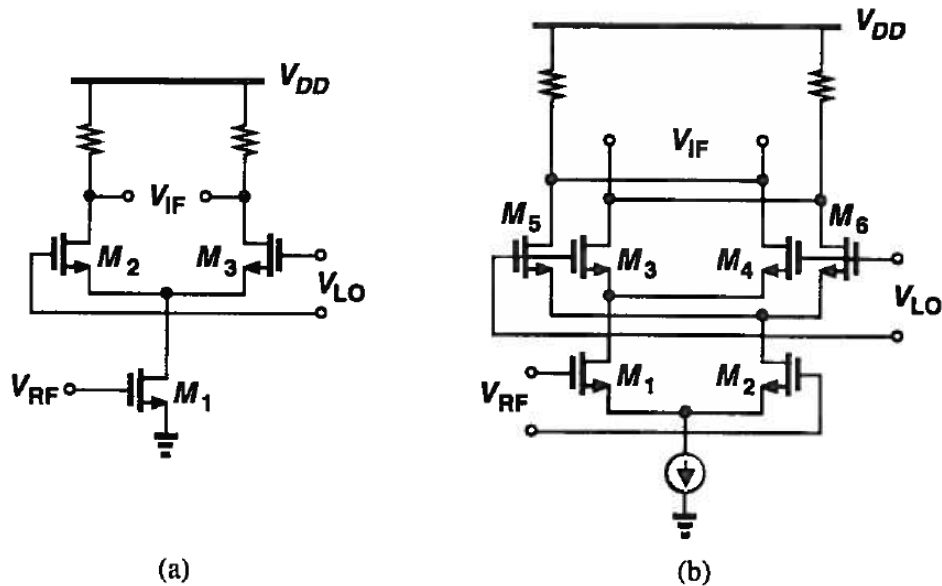 V_DD
V_IF
M_2
M_3
V_LO
V_RF
M_1
(a)
V_DD
V_IF
M_5
M_6
M_3
M_4
V_LO
M_1
M_2
V_RF
(b)